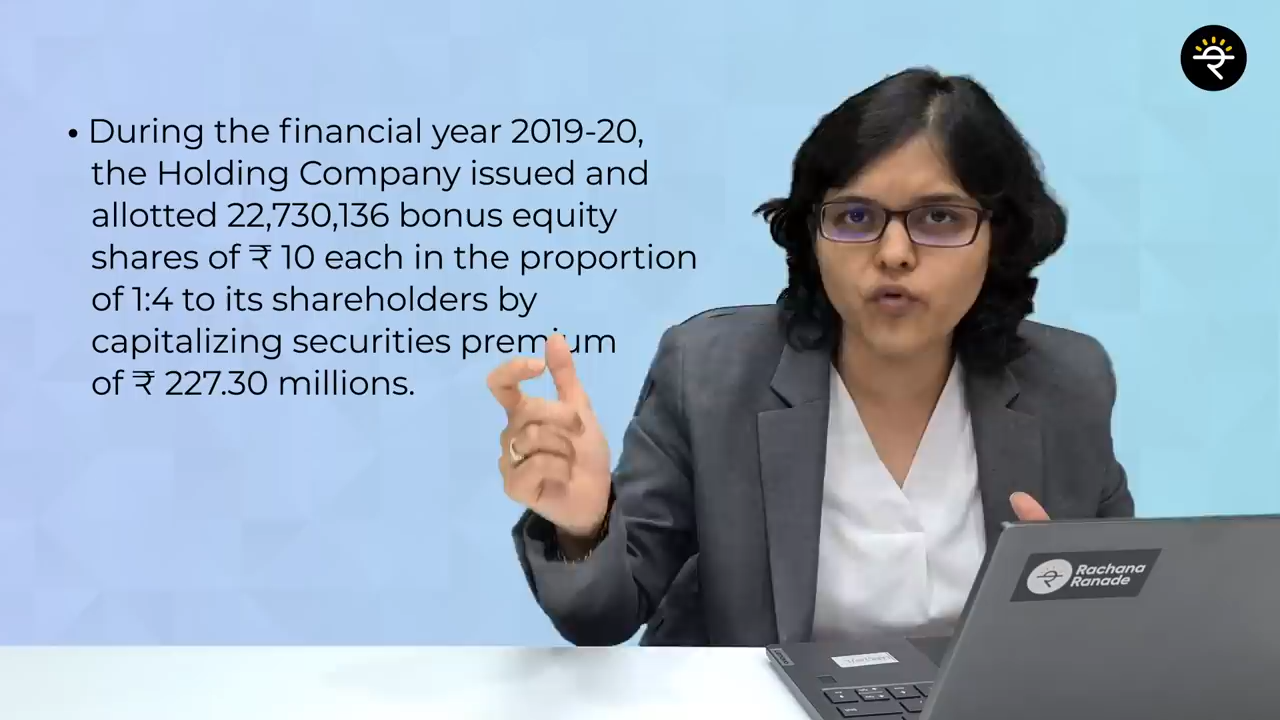 • During the financial year 2019-20,
the Holding Company issued and
allotted 22,730,136 bonus equity
shares of ₹ 10 each in the proportion
of 1:4 to its shareholders by
capitalizing securities premium
of ₹ 227.30 millions.
Rachana
Ranade